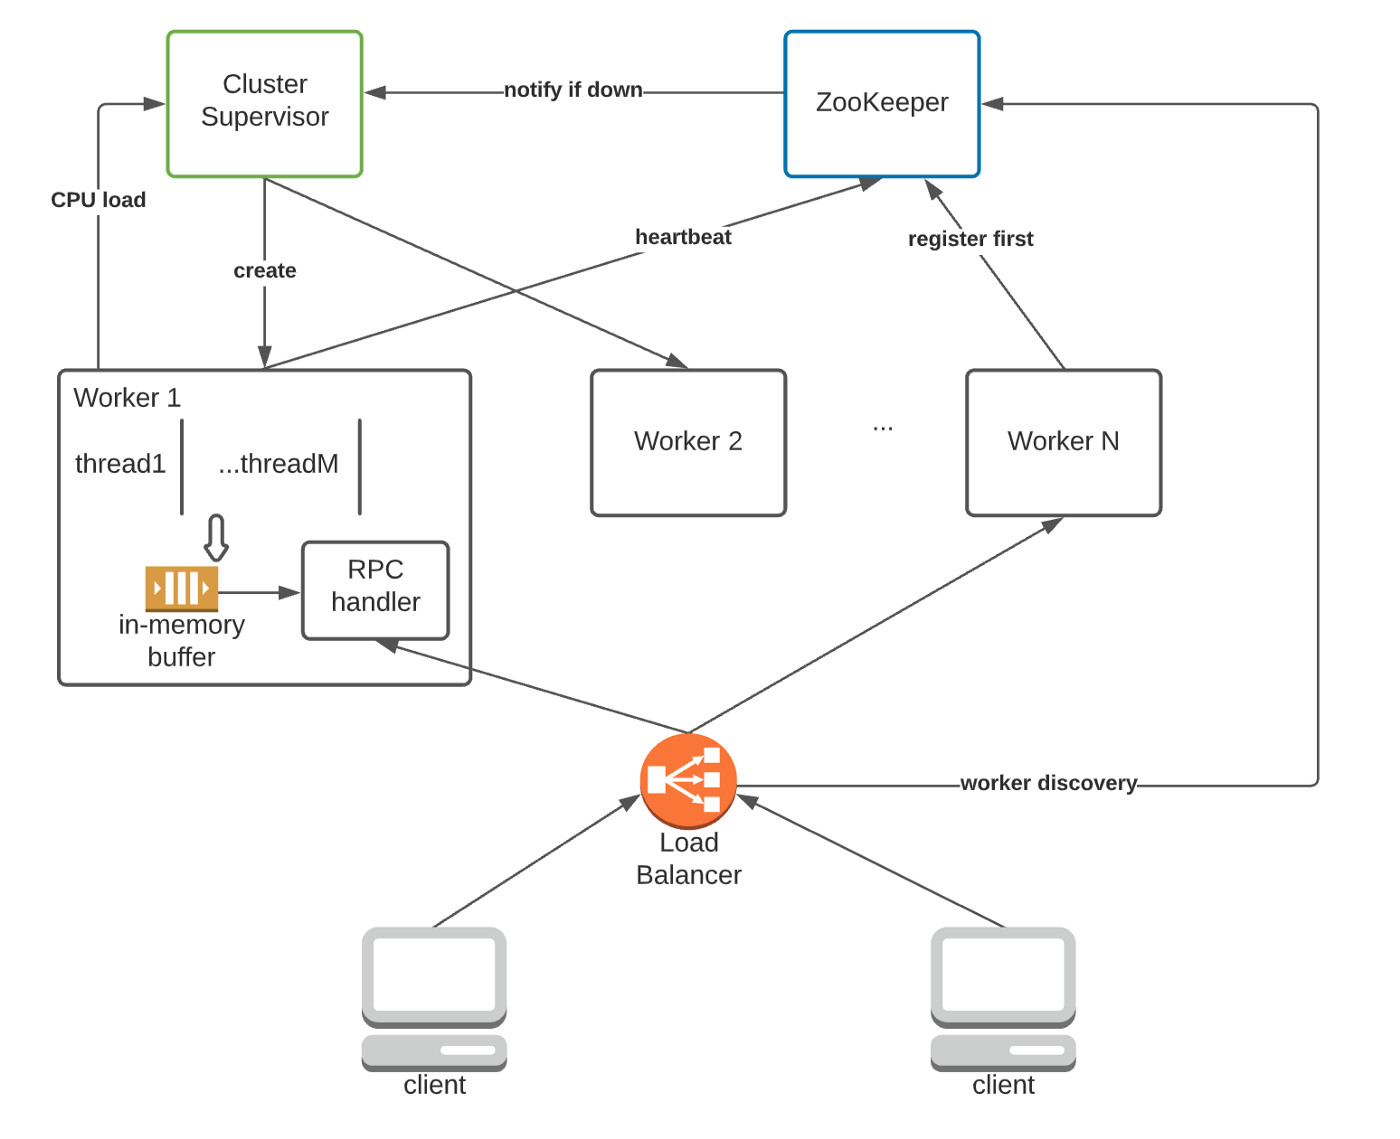 Cluster
Supervisor
notify if down
ZooKeeper
CPU load
heartbeat
register first
create
Worker 1
thread1
...threadM
Worker 2
...
Worker N
RPC
handler
in-memory
buffer
worker discovery
Load
Balancer
client
client